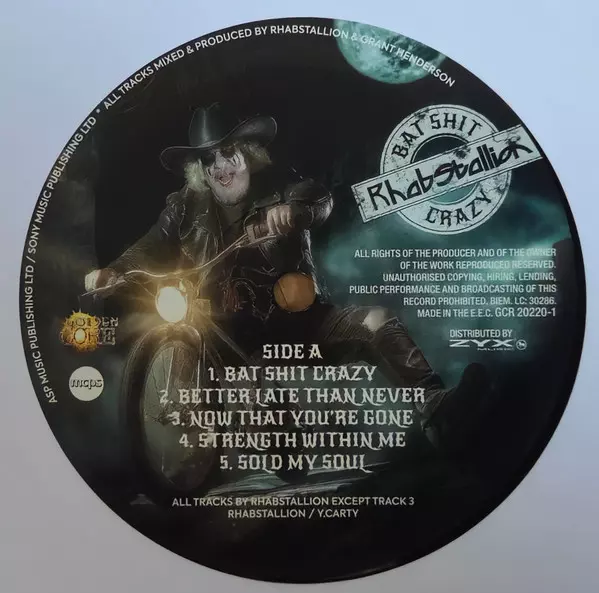 ASP MUSIC PUBLISHING LTD / SONY MUSIC PUBLISHING LTD * ALL TRACKS MIXED & PRODUCED BY RHABSTALLION & GRANT HENDERSON
BAT SHIT
RhabStallion
CRAZY
ALL RIGHTS OF THE PRODUCER AND OF THE OWNER
OF THE WORK REPRODUCED RESERVED.
UNAUTHORISED COPYING, HIRING, LENDING,
PUBLIC PERFORMANCE AND BROADCASTING OF THIS
RECORD PROHIBITED. BIEM. LC: 30286.
MADE IN THE E.E.C. GCR 20220-1
DISTRIBUTED BY
ZYX
GOLDEN
CORE
mcps
SIDE A
1. BAT SHIT CRAZY
2. BETTER LATE THAN NEVER
3. NOW THAT YOU'RE GONE
4. STRENGTH WITHIN ME
5. SOLD MY SOUL
ALL TRACKS BY RHABSTALLION EXCEPT TRACK 3
RHABSTALLION / Y.CARTY